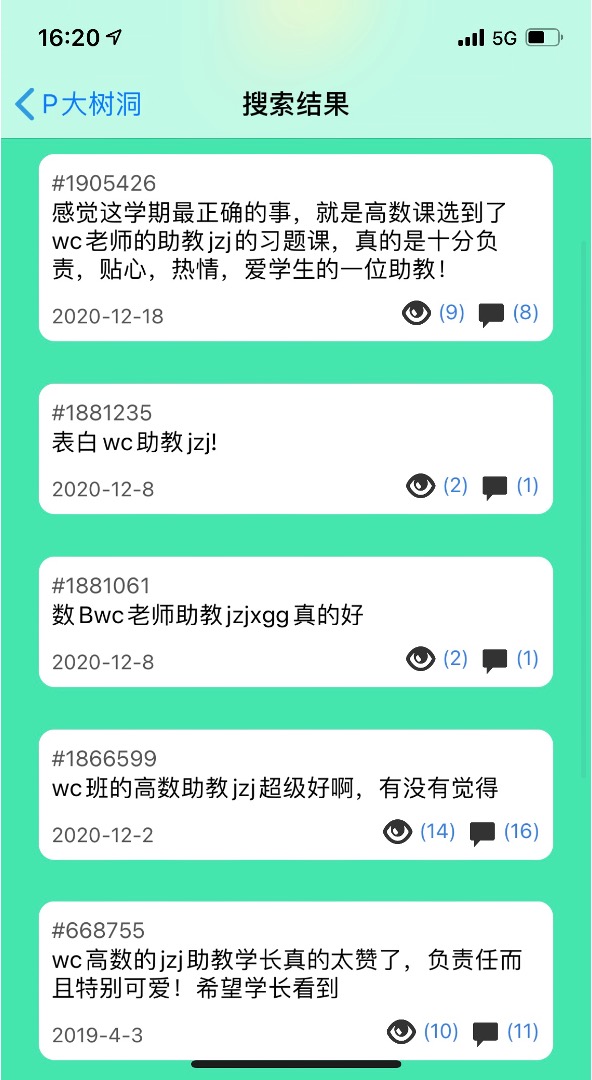 16:20
5G
P大树洞
搜索结果
#1905426
感觉这学期最正确的事，就是高数课选到了
wc老师的助教jzj的习题课，真的是十分负
责，贴心，热情，爱学生的一位助教！
2020-12-18
(9)
(8)
#1881235
表白wc助教jzj!
2020-12-8
(2)
(1)
#1881061
数Bwc老师助教jzjxgg真的好
2020-12-8
(2)
(1)
#1866599
wc班的高数助教jzj超级好啊，有没有觉得
2020-12-2
(14)
(16)
#668755
wc高数的jzj助教学长真的太赞了，负责任而
且特别可爱！希望学长看到
2019-4-3
(10)
(11)